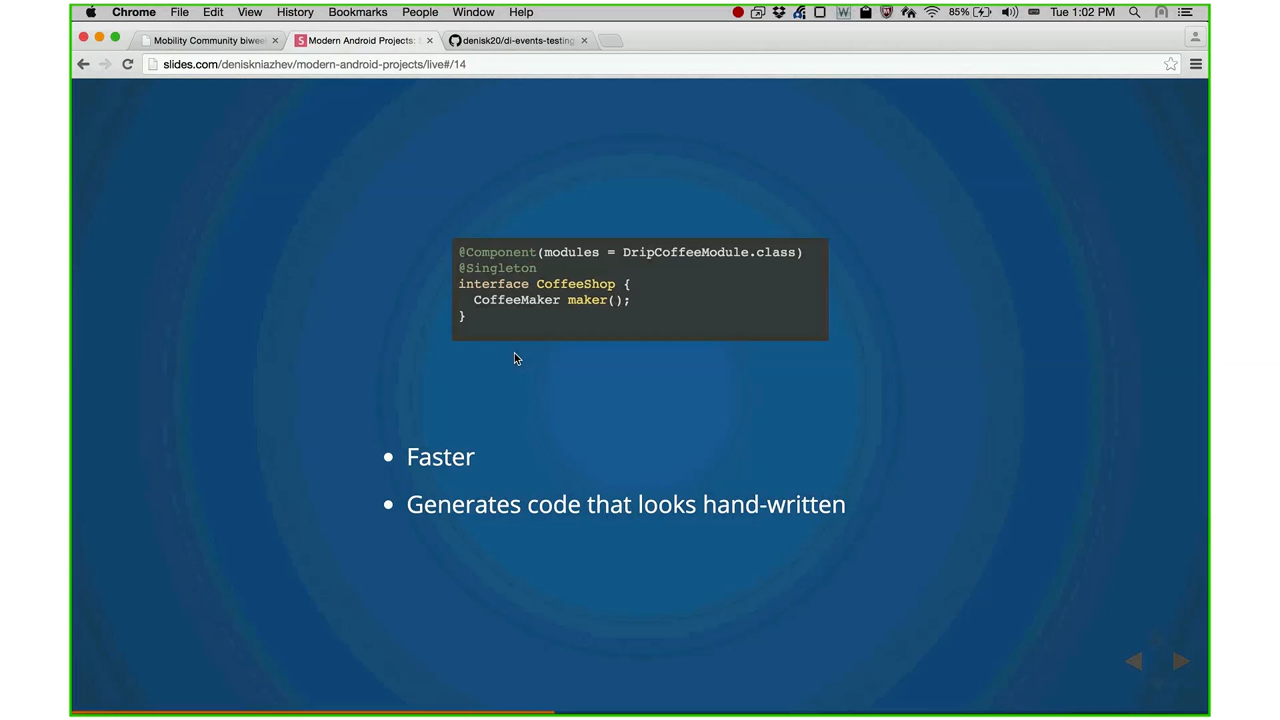 Chrome File Edit View History Bookmarks People Window Help 85% Tue 1:02 PM
Mobility Community biwee Modern Android Projects: denisk20/di-events-testing
slides.com/deniskniazhev/modern-android-projects/live#/14
@Component(modules = DripCoffeeModule.class)
@Singleton
interface CoffeeShop {
CoffeeMaker maker();
}
• Faster
• Generates code that looks hand-written